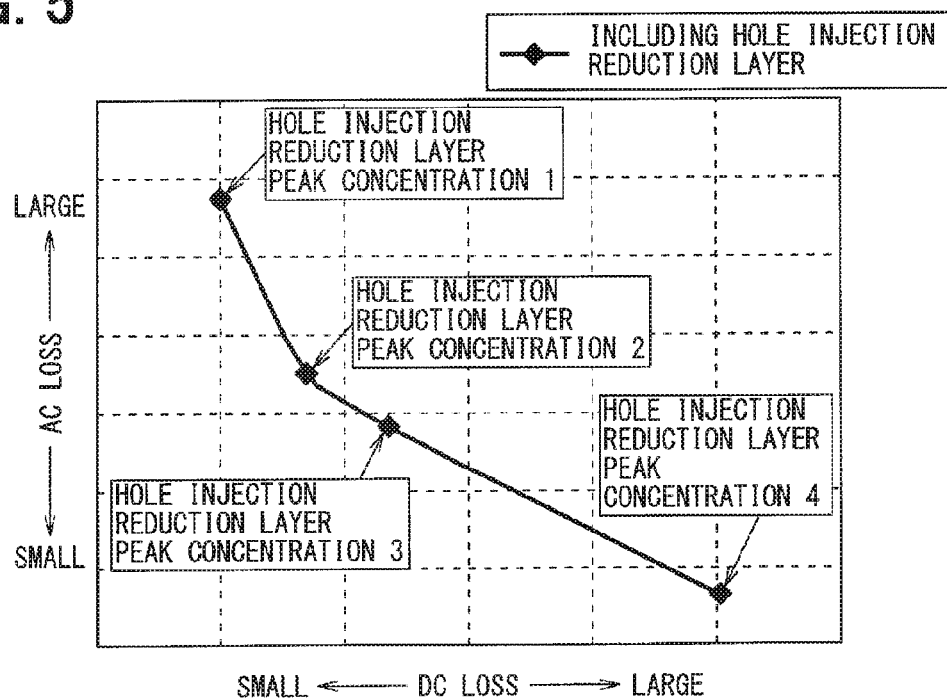 5
INCLUDING HOLE INJECTION
REDUCTION LAYER
HOLE INJECTION
REDUCTION LAYER
PEAK CONCENTRATION 1
LARGE
HOLE INJECTION
REDUCTION LAYER
PEAK CONCENTRATION 2
AC LOSS
HOLE INJECTION
REDUCTION LAYER
PEAK
CONCENTRATION 4
HOLE INJECTION
REDUCTION LAYER
PEAK CONCENTRATION 3
SMALL
SMALL DC LOSS LARGE